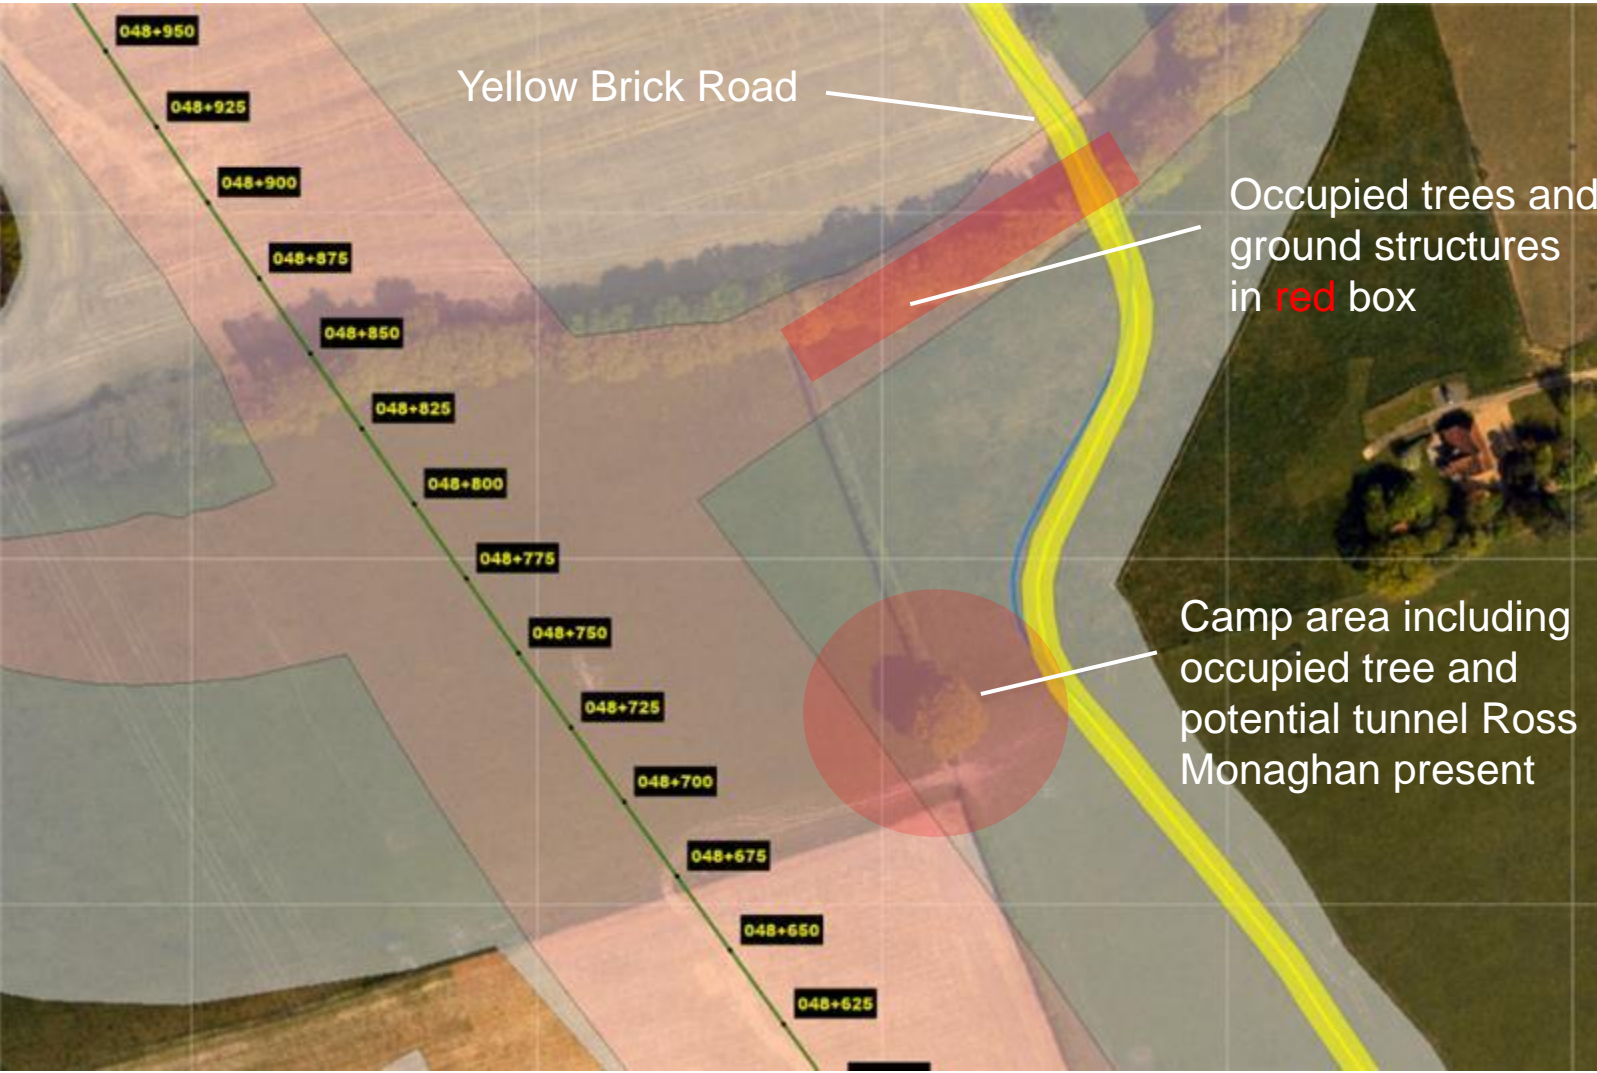 048+950
Yellow Brick Road
048+925
048+900
Occupied trees and
ground structures
in red box
048+875
048+850
048+825
048+800
048+775
Camp area including
occupied tree and
potential tunnel Ross
Monaghan present
048+750
048+725
048+700
048+675
048+650
048+625